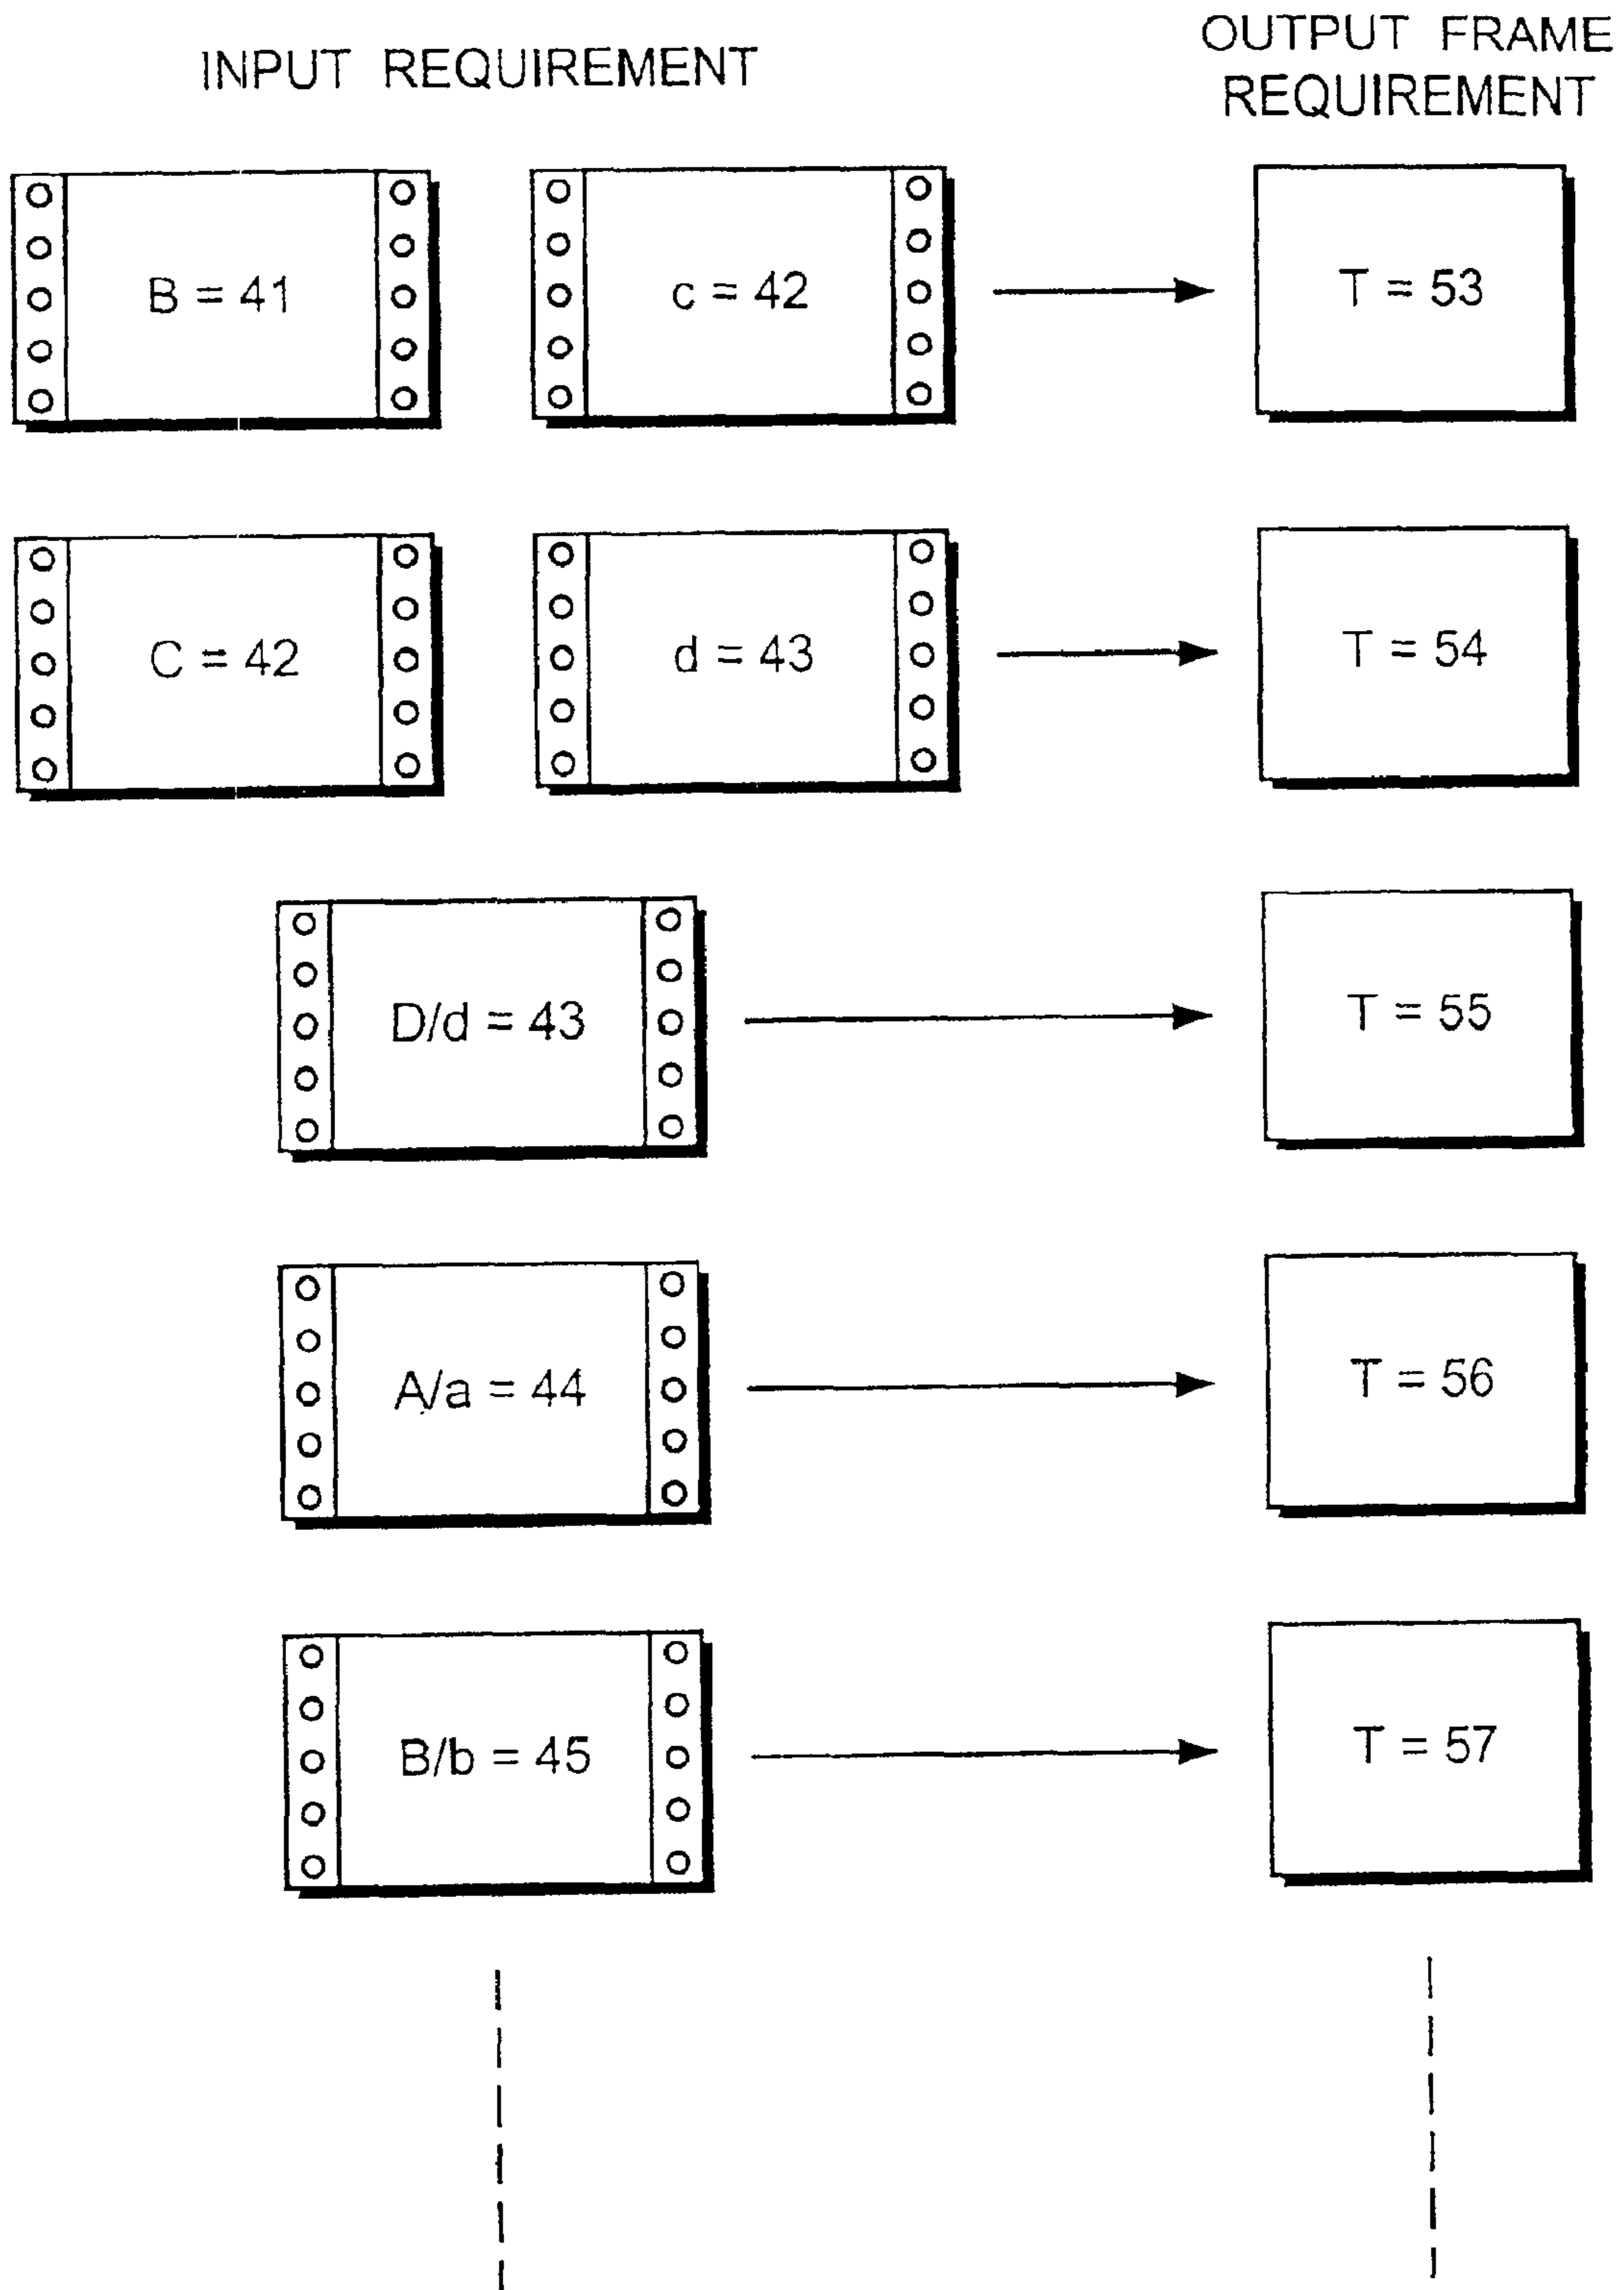 INPUT REQUIREMENT
OUTPUT FRAME
REQUIREMENT
B = 41
c = 42
T = 53
C = 42
d = 43
T = 54
D/d = 43
T = 55
A/a = 44
T = 56
B/b = 45
T = 57